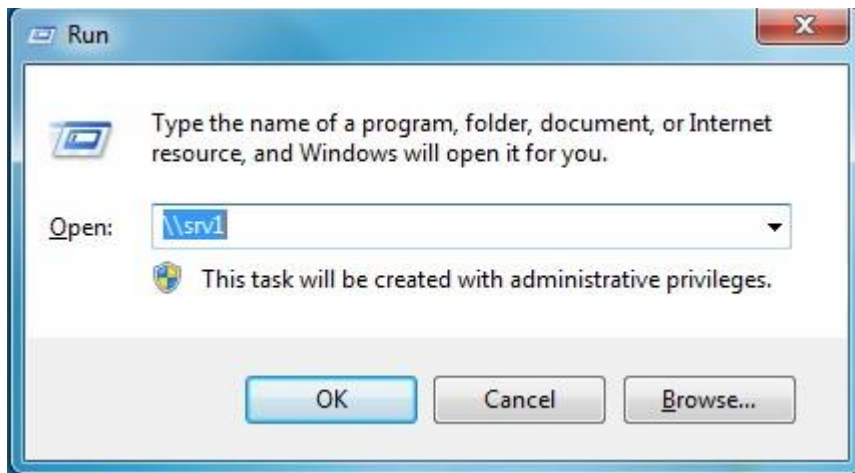 Run
Type the name of a program, folder, document, or Internet
resource, and Windows will open it for you.
Open: \\srv1
This task will be created with administrative privileges.
OK Cancel Browse...